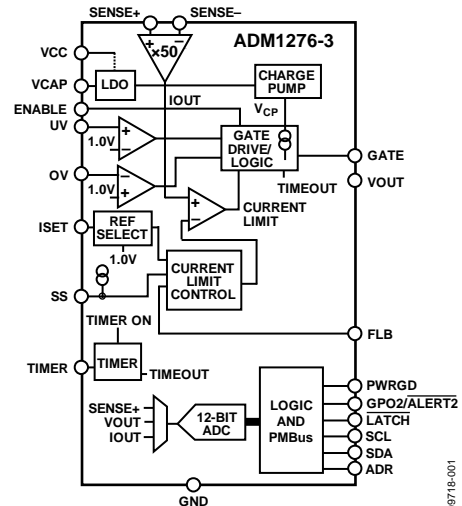 SENSE+ SENSE–
ADM1276-3
+ –
×50
VCC
VCAP
LDO
CHARGE
PUMP
IOUT
VCP
ENABLE
UV
+
1.0V –
GATE
DRIVE/
LOGIC
GATE
TIMEOUT
VOUT
OV
–
1.0V +
+
–
CURRENT
LIMIT
ISET
REF
SELECT
1.0V
CURRENT
LIMIT
CONTROL
SS
TIMER ON
FLB
TIMER
TIMER
TIMEOUT
SENSE+
VOUT
IOUT
12-BIT
ADC
LOGIC
AND
PMBus
PWRGD
GPO2/ALERT2
LATCH
SCL
SDA
ADR
GND
09718-001